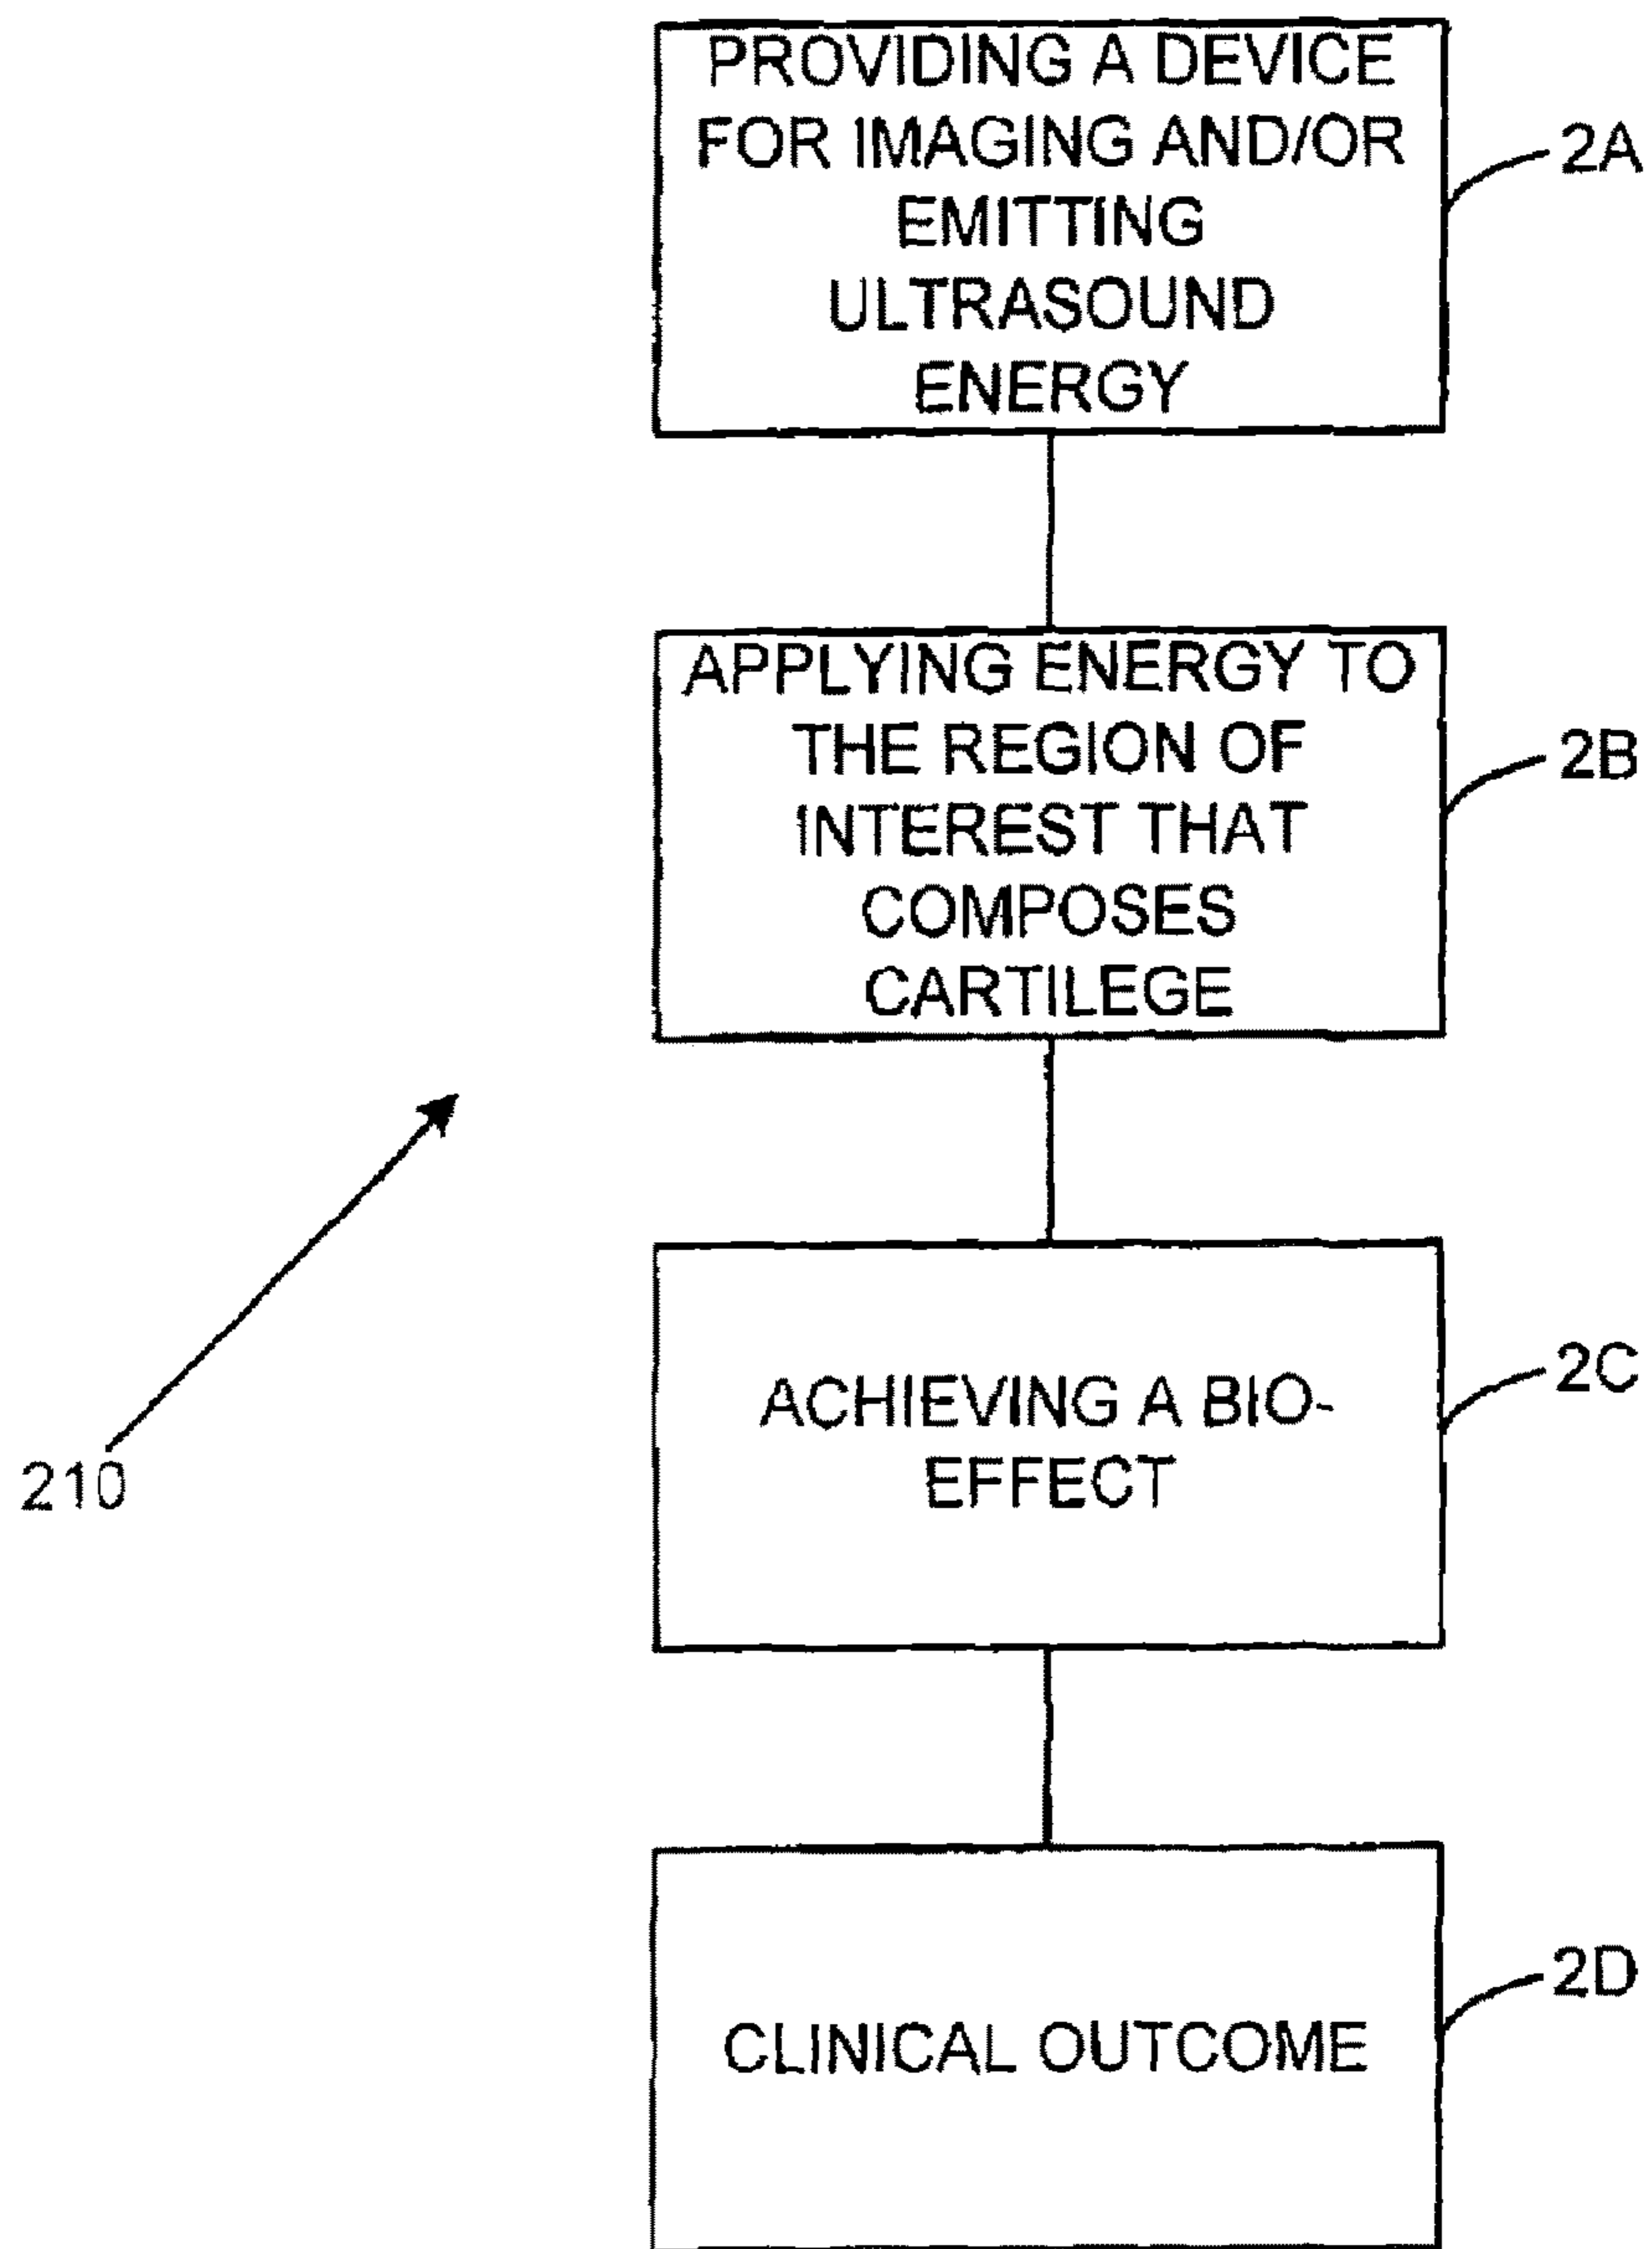 PROVIDING A DEVICE
FOR IMAGING AND/OR
EMITTING
ULTRASOUND
ENERGY
2A
APPLYING ENERGY TO
THE REGION OF
INTEREST THAT
COMPOSES
CARTILEGE
2B
210
ACHIEVING A BIO-
EFFECT
2C
CLINICAL OUTCOME
2D